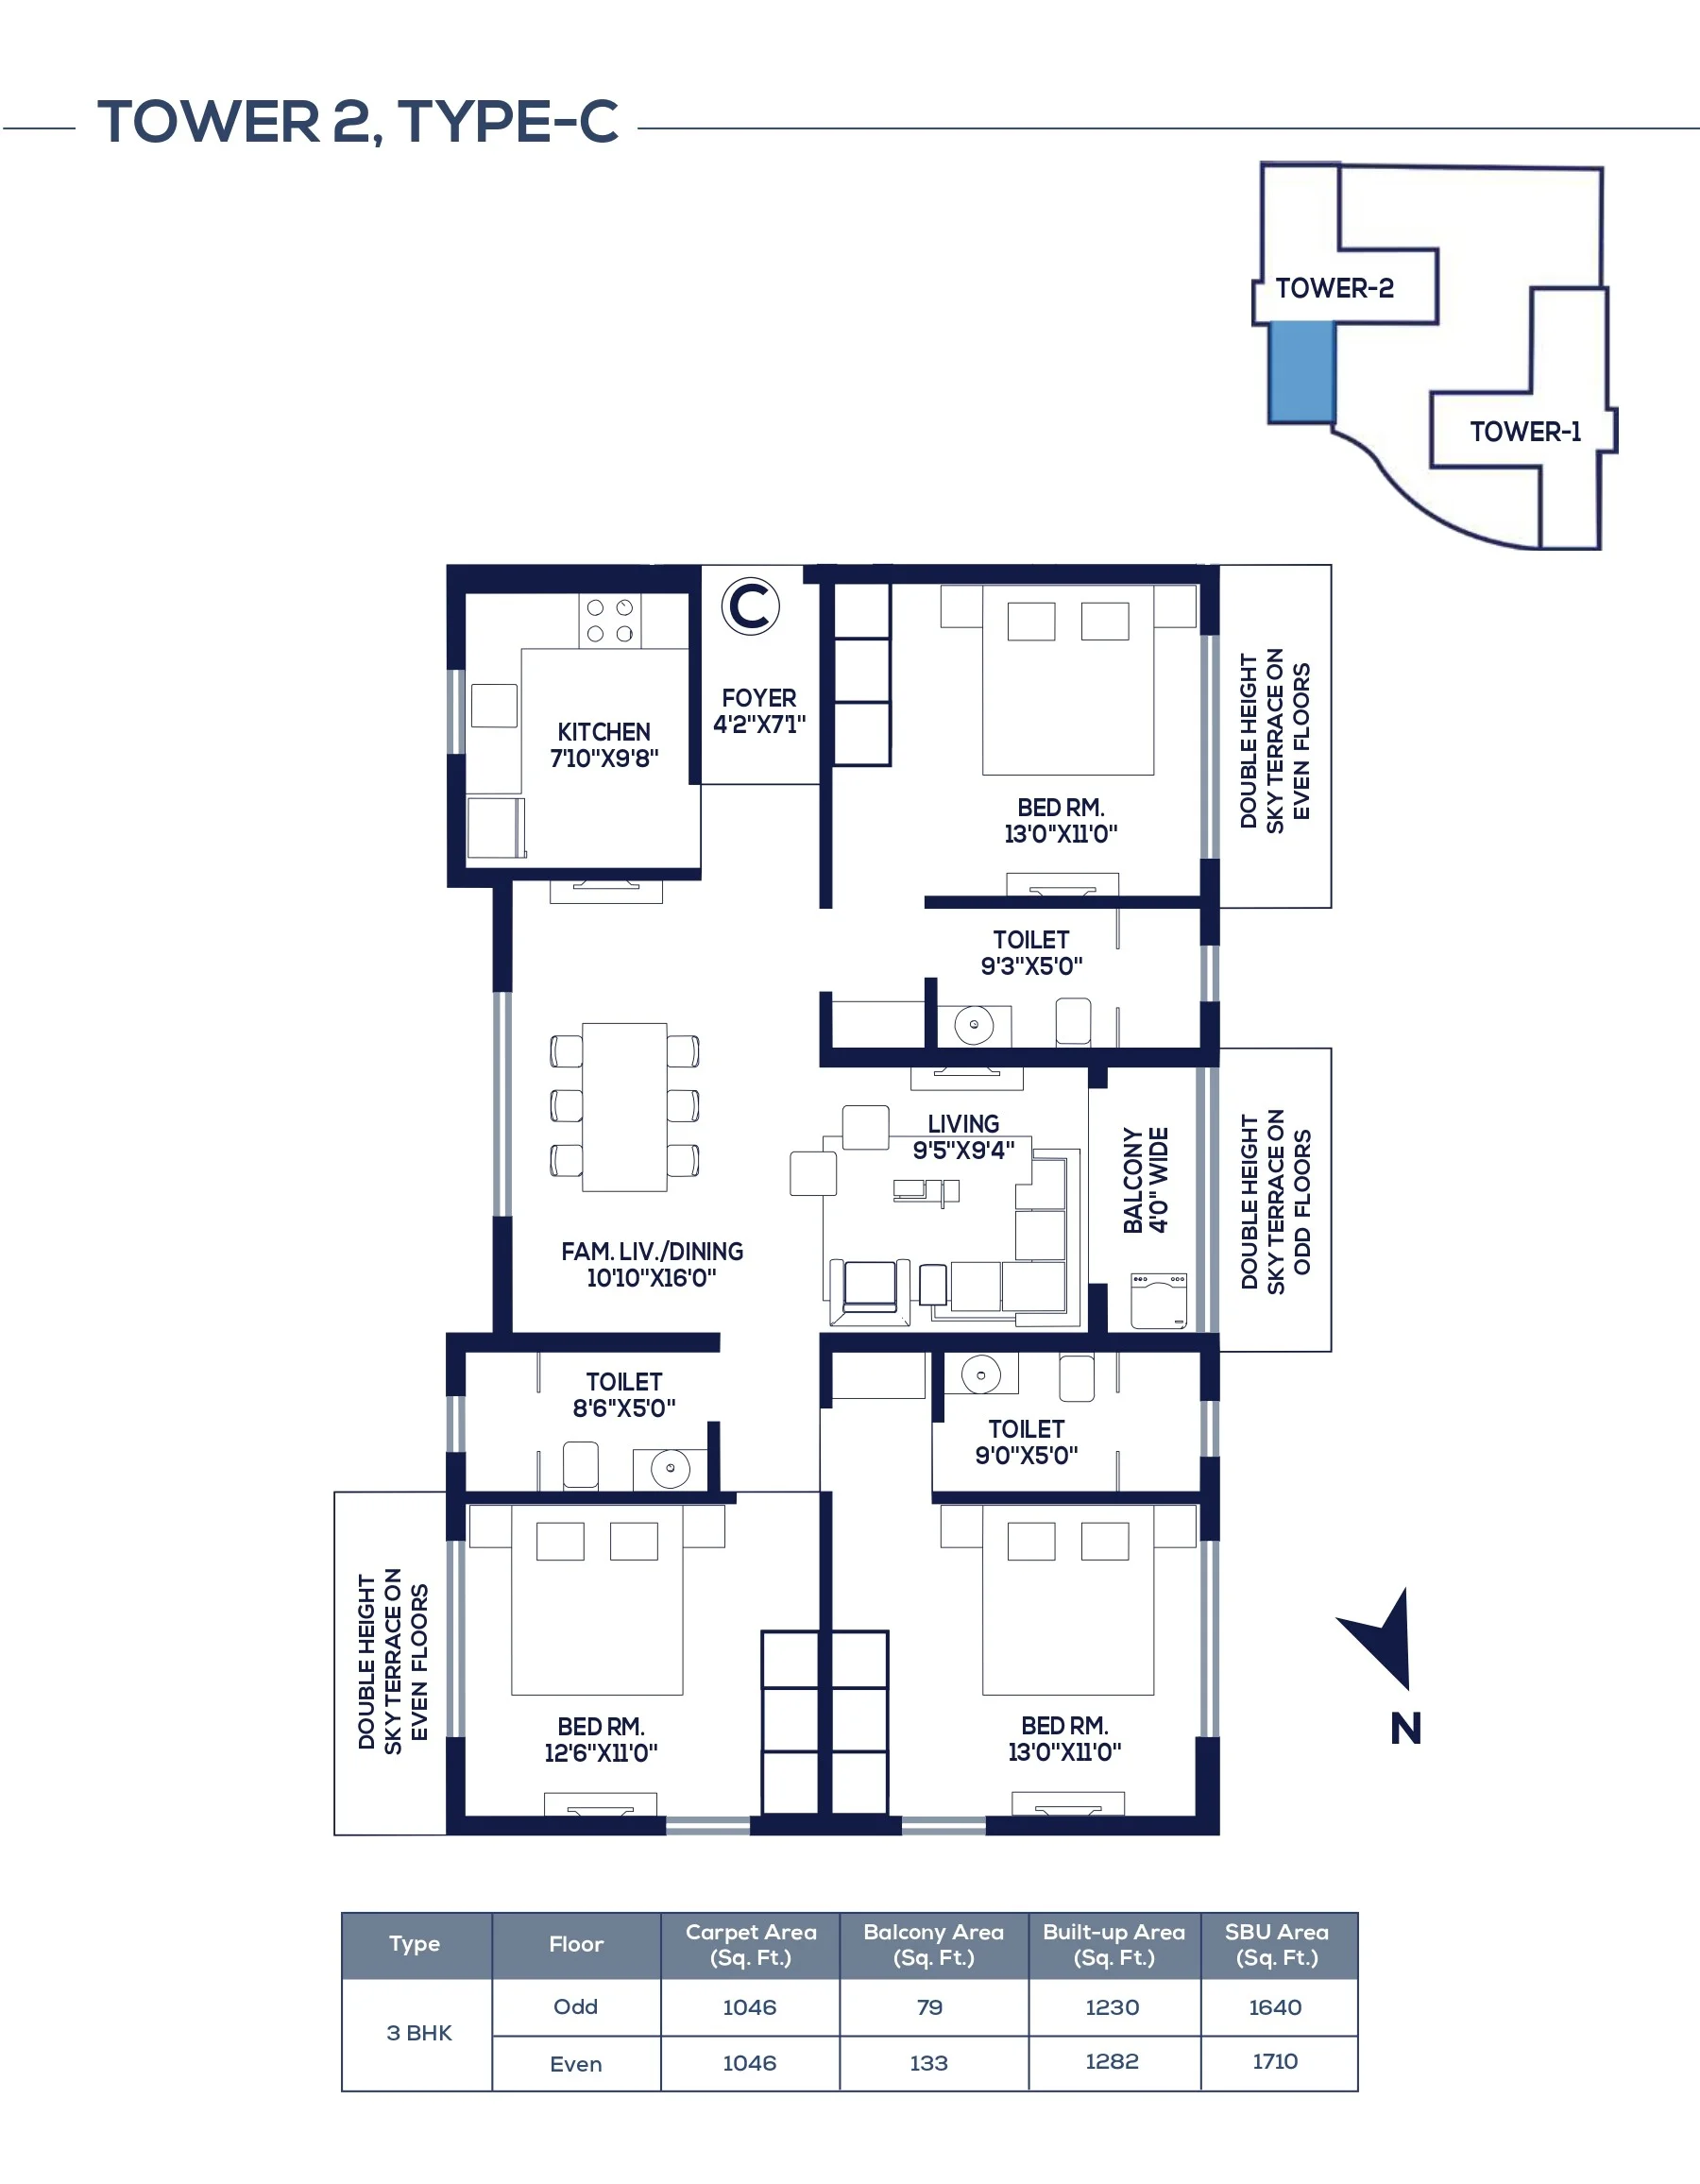 TOWER 2, TYPE-C
TOWER-2
TOWER-1
C
FOYER
4'2"X7'1"
KITCHEN
7'10"X9'8"
BED RM.
13'0"X11'0"
DOUBLE HEIGHT
SKY TERRACE ON
EVEN FLOORS
TOILET
9'3"X5'0"
LIVING
9'5"X9'4"
BALCONY
4'0" WIDE
DOUBLE HEIGHT
SKY TERRACE ON
ODD FLOORS
FAM. LIV./DINING
10'10"X16'0"
TOILET
8'6"X5'0"
TOILET
9'0"X5'0"
DOUBLE HEIGHT
SKY TERRACE ON
EVEN FLOORS
BED RM.
12'6"X11'0"
BED RM.
13'0"X11'0"
N
Type Floor Carpet Area (Sq. Ft.) Balcony Area (Sq. Ft.) Built-up Area (Sq. Ft.) SBU Area (Sq. Ft.)
3 BHK
Odd 1046 79 1230 1640
Even 1046 133 1282 1710